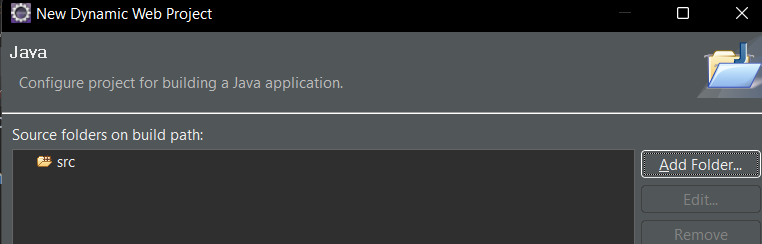 New Dynamic Web Project
Java
Configure project for building a Java application.
Source folders on build path:
src
Add Folder...
Edit...
Remove